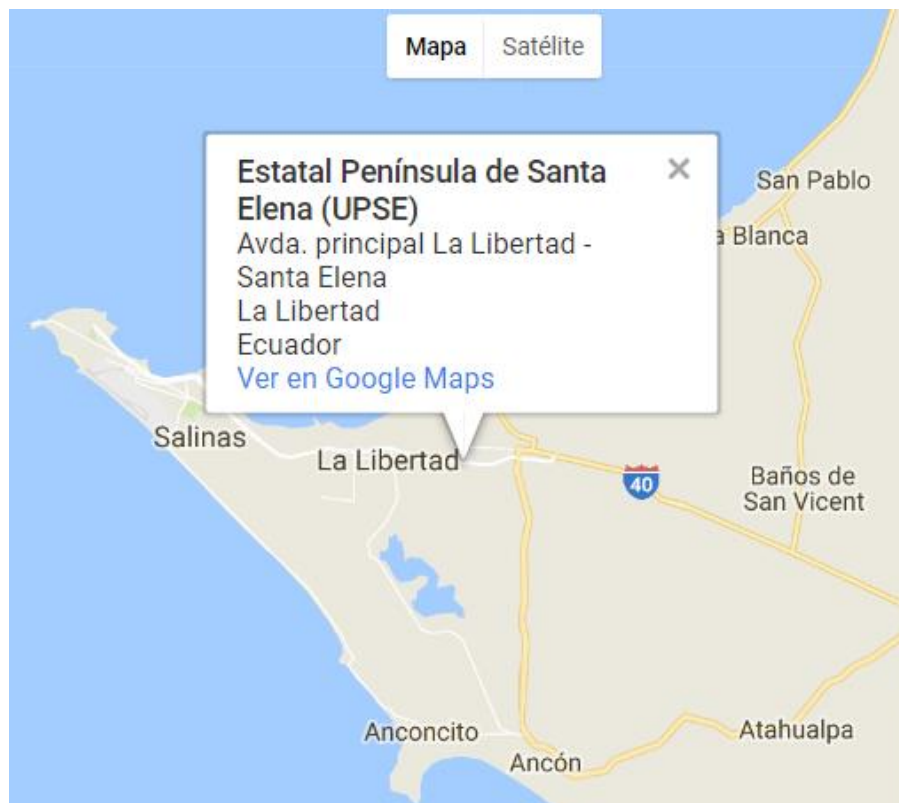 Mapa Satélite
Estatal Península de Santa
Elena (UPSE)
Avda. principal La Libertad -
Santa Elena
La Libertad
Ecuador
Ver en Google Maps
San Pablo
a Blanca
Salinas
La Libertad
40
Baños de
San Vicent
Anconcito
Ancón
Atahualpa